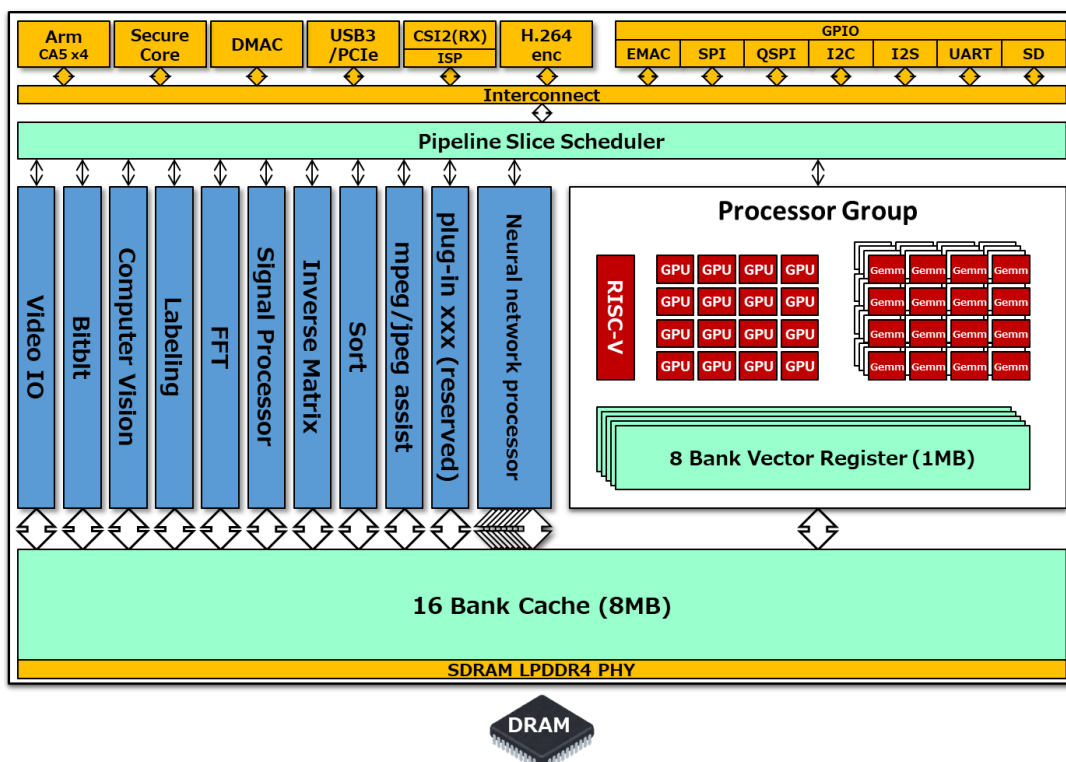 Arm
CA5 x4
Secure
Core
DMAC
USB3
/PCIe
CSI2(RX)
ISP
H.264
enc
GPIO
EMAC
SPI
QSPI
I2C
I2S
UART
SD
Interconnect
Pipeline Slice Scheduler
Video IO
Bitblt
Computer Vision
Labeling
FFT
Signal Processor
Inverse Matrix
Sort
mpeg/jpeg assist
plug-in xxx (reserved)
Neural network processor
Processor Group
RISC-V
GPU GPU GPU GPU
GPU GPU GPU GPU
GPU GPU GPU GPU
GPU GPU GPU GPU
Gemm Gemm Gemm Gemm
Gemm Gemm Gemm Gemm
Gemm Gemm Gemm Gemm
Gemm Gemm Gemm Gemm
8 Bank Vector Register (1MB)
16 Bank Cache (8MB)
SDRAM LPDDR4 PHY
DRAM